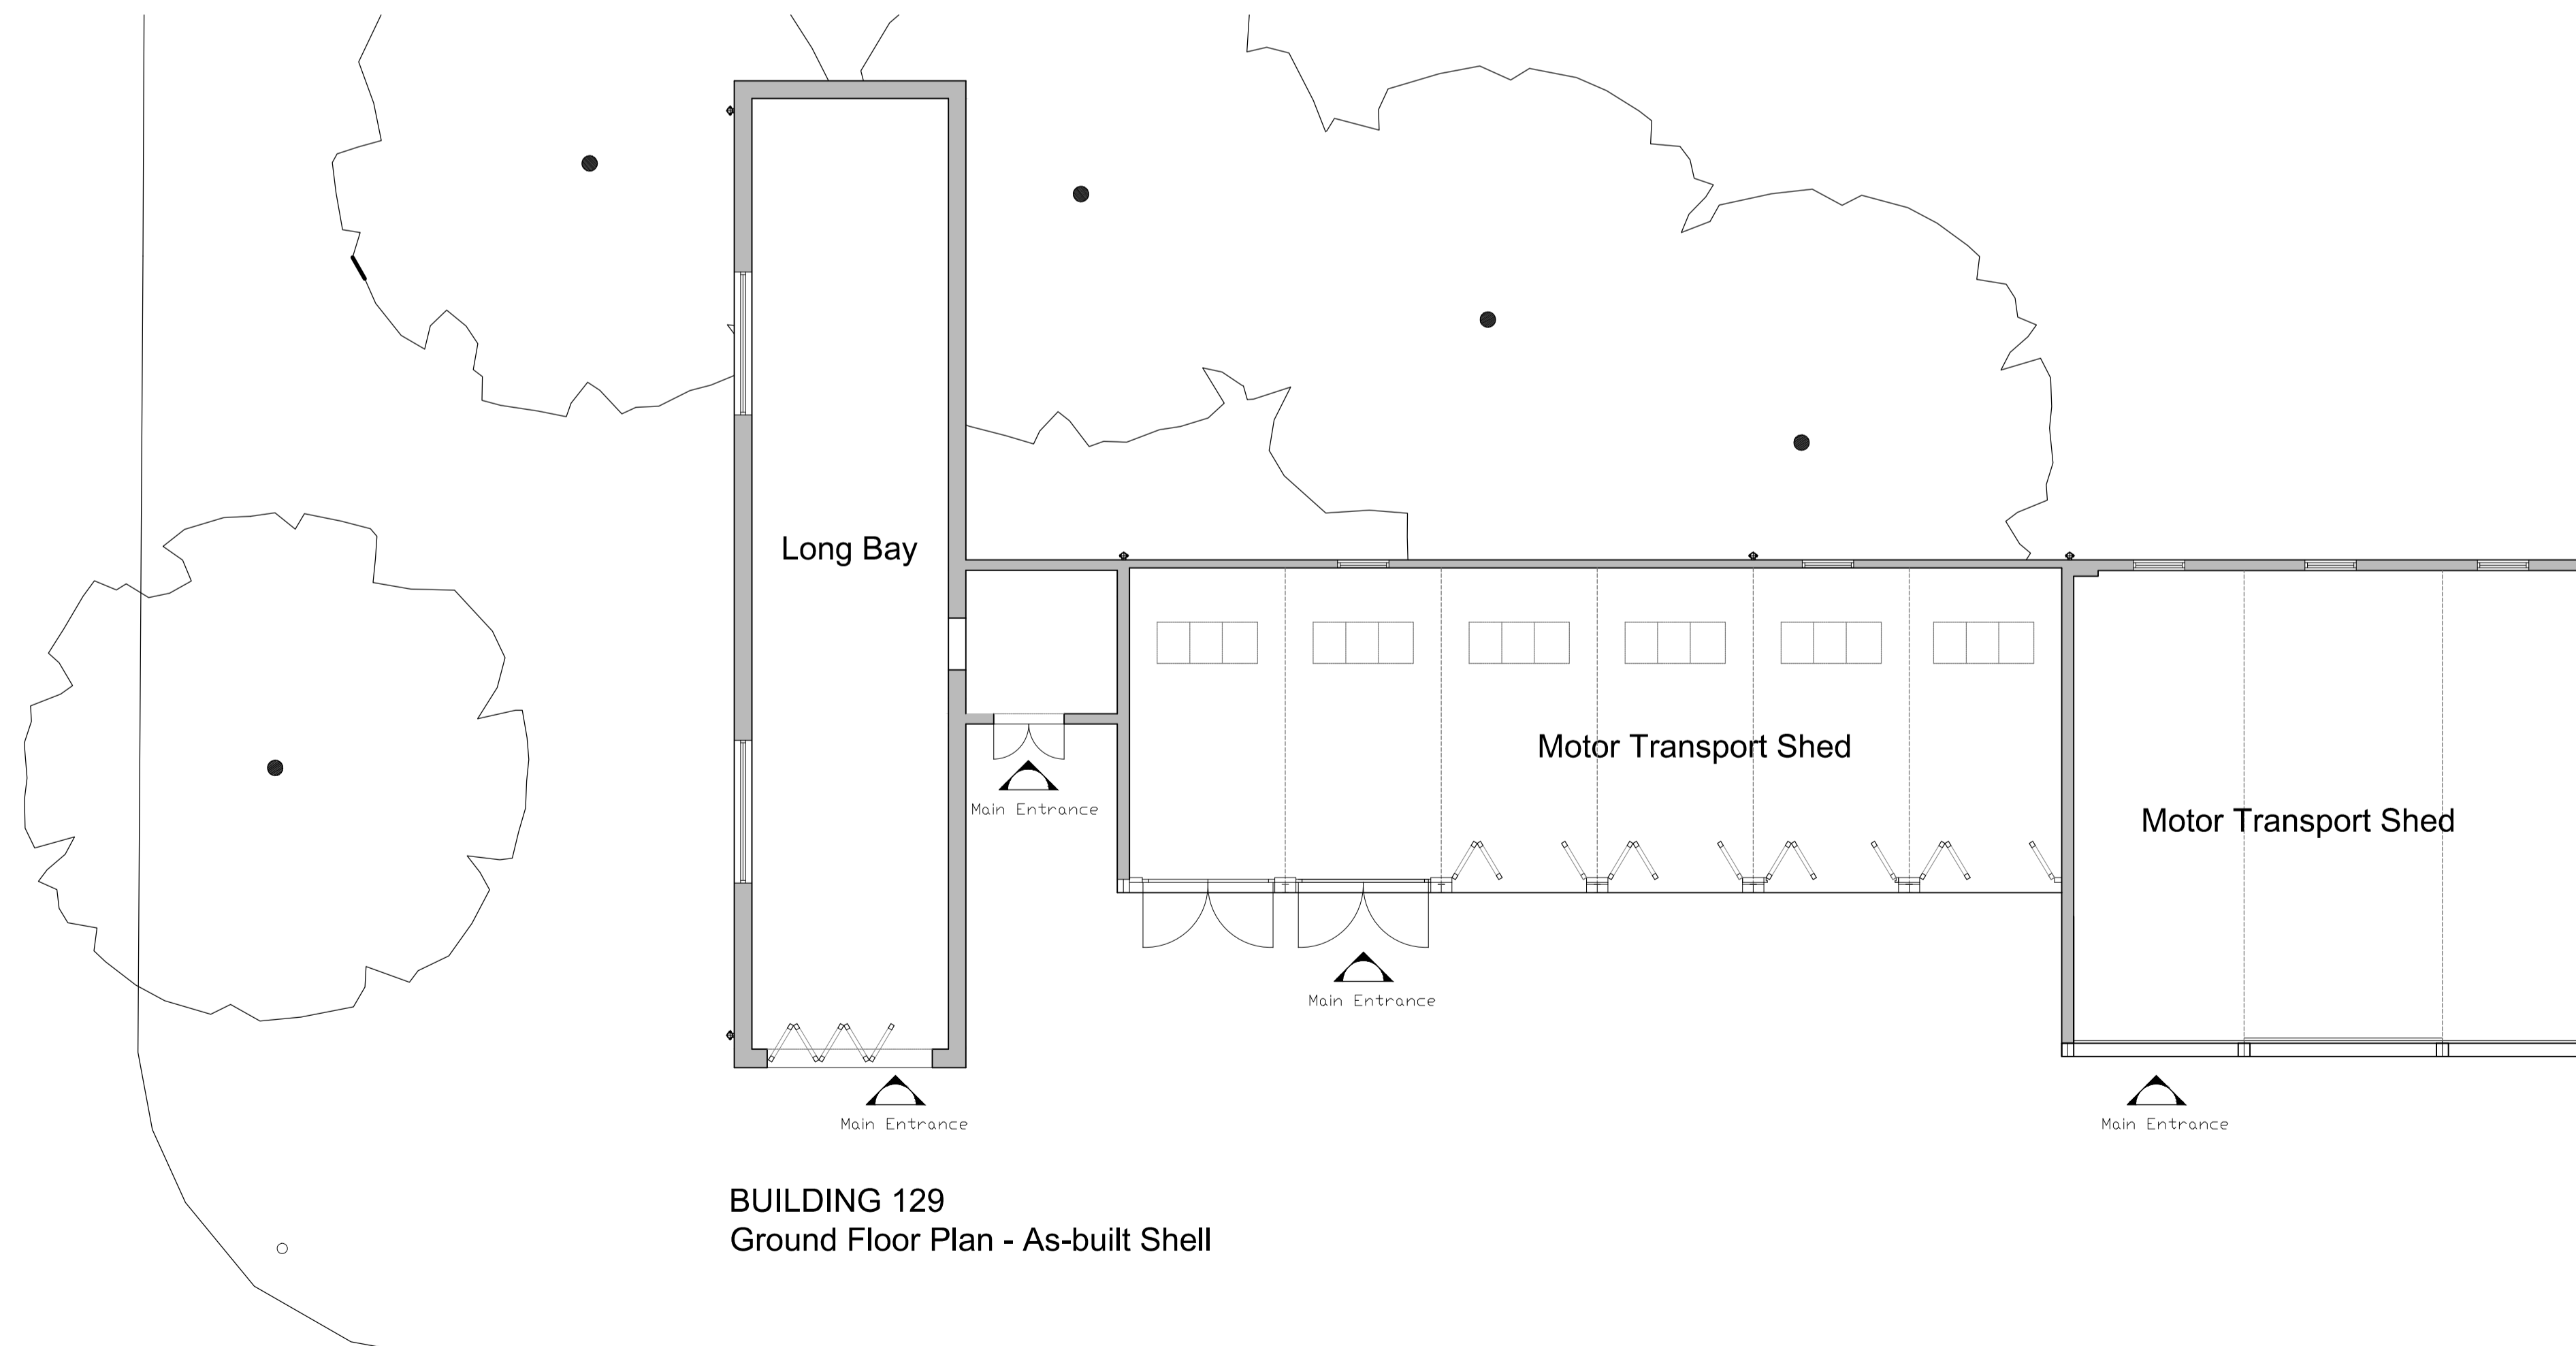 Long Bay
Motor Transport Shed
Main Entrance
Motor Transport Shed
Main Entrance
Main Entrance
Main Entrance
BUILDING 129
Ground Floor Plan - As-built Shell